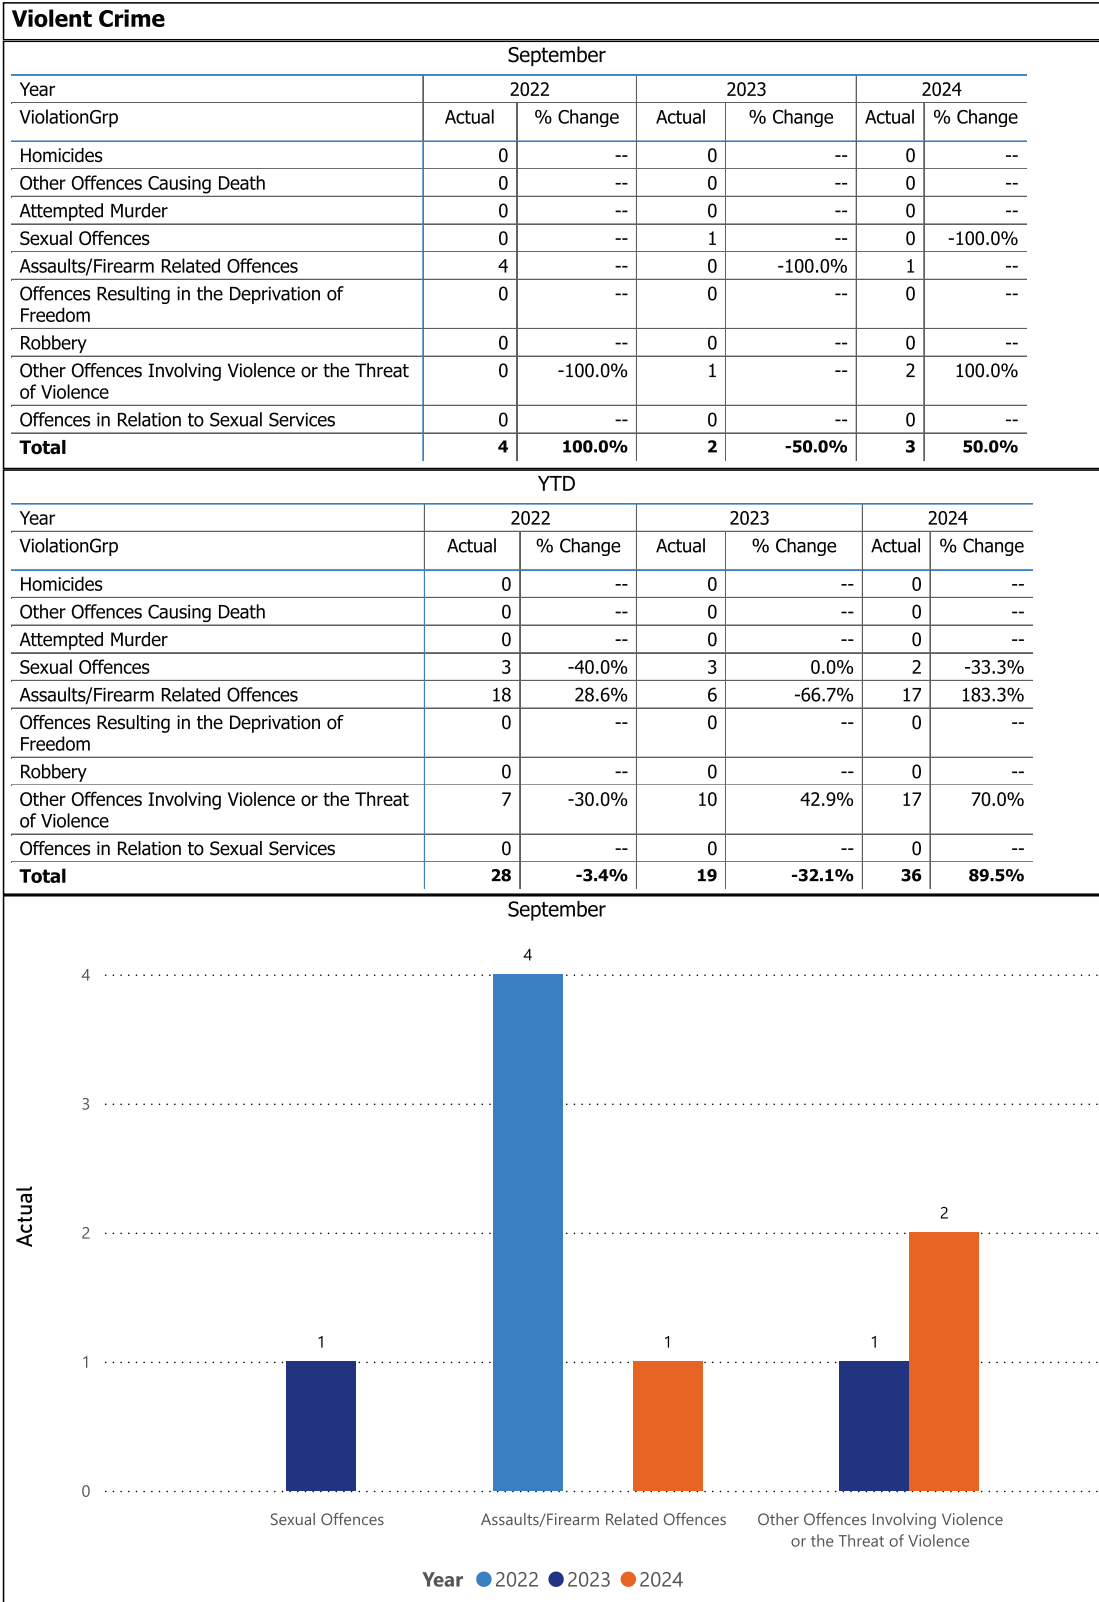 Violent Crime
September
Year 2022 2023 2024
ViolationGrp Actual % Change Actual % Change Actual % Change
Homicides 0 -- 0 -- 0 --
Other Offences Causing Death 0 -- 0 -- 0 --
Attempted Murder 0 -- 0 -- 0 --
Sexual Offences 0 -- 1 -- 0 -100.0%
Assaults/Firearm Related Offences 4 -- 0 -100.0% 1 --
Offences Resulting in the Deprivation of 0 -- 0 -- 0 --
Freedom
Robbery 0 -- 0 -- 0 --
Other Offences Involving Violence or the Threat 0 -100.0% 1 -- 2 100.0%
of Violence
Offences in Relation to Sexual Services 0 -- 0 -- 0 --
Total 4 100.0% 2 -50.0% 3 50.0%
YTD
Year 2022 2023 2024
ViolationGrp Actual % Change Actual % Change Actual % Change
Homicides 0 -- 0 -- 0 --
Other Offences Causing Death 0 -- 0 -- 0 --
Attempted Murder 0 -- 0 -- 0 --
Sexual Offences 3 -40.0% 3 0.0% 2 -33.3%
Assaults/Firearm Related Offences 18 28.6% 6 -66.7% 17 183.3%
Offences Resulting in the Deprivation of 0 -- 0 -- 0 --
Freedom
Robbery 0 -- 0 -- 0 --
Other Offences Involving Violence or the Threat 7 -30.0% 10 42.9% 17 70.0%
of Violence
Offences in Relation to Sexual Services 0 -- 0 -- 0 --
Total 28 -3.4% 19 -32.1% 36 89.5%
September
4
4
3
Actual
2
2
1 1 1
1
0
Sexual Offences Assaults/Firearm Related Offences Other Offences Involving Violence
or the Threat of Violence
Year 2022 2023 2024